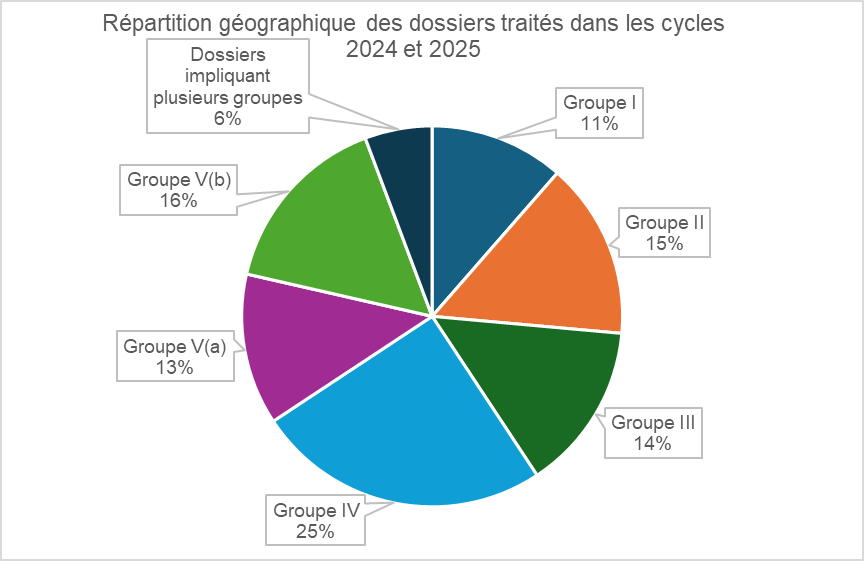 Répartition géographique des dossiers traités dans les cycles
2024 et 2025
Dossiers
impliquant
plusieurs groupes
6%
Groupe I
11%
Groupe V(b)
16%
Groupe II
15%
Groupe V(a)
13%
Groupe III
14%
Groupe IV
25%